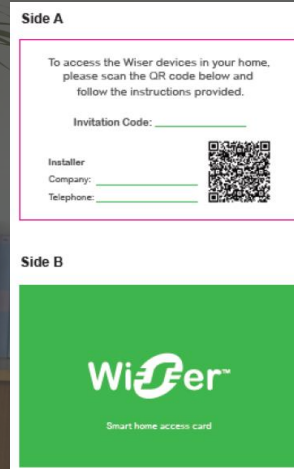 Side A
To access the Wiser devices in your home,
please scan the QR code below and
follow the instructions provided.
Invitation Code:
Installer
Company:
Telephone:
Side B
Wiser™
Smart home access card